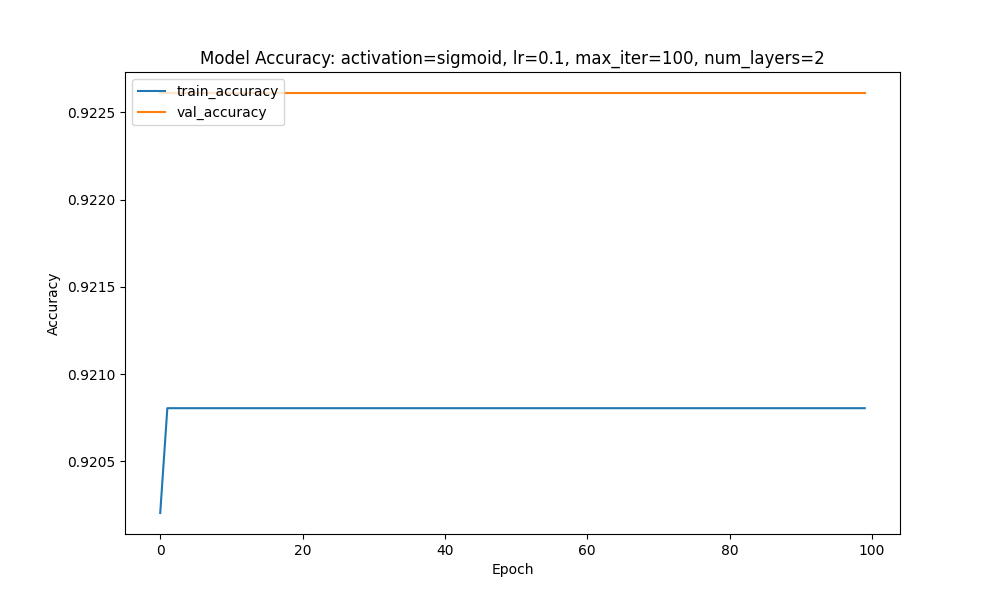 Model Accuracy: activation=sigmoid, lr=0.1, max_iter=100, num_layers=2
train_accuracy
val_accuracy
0.9225
0.9220
0.9215
0.9210
0.9205
Accuracy
0 20 40 60 80 100
Epoch